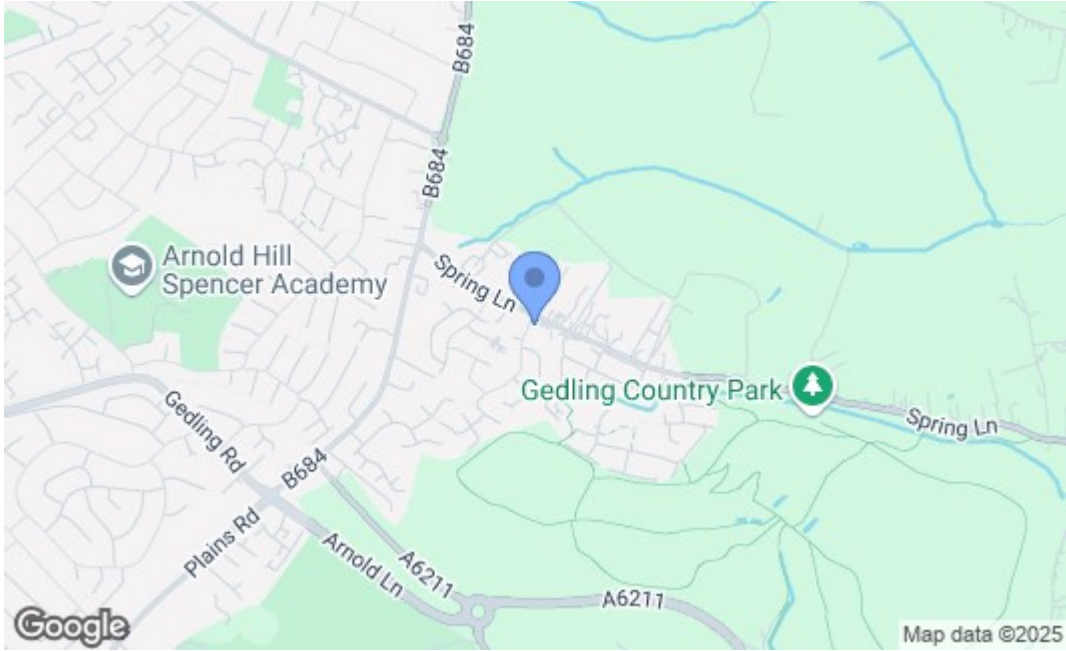 B684
B684
Arnold Hill
Spencer Academy
Spring Ln
Gedling Country Park
Spring Ln
Gedling Rd
B684
Plains Rd
Arnold Ln
A6211
A6211
Google
Map data ©2025